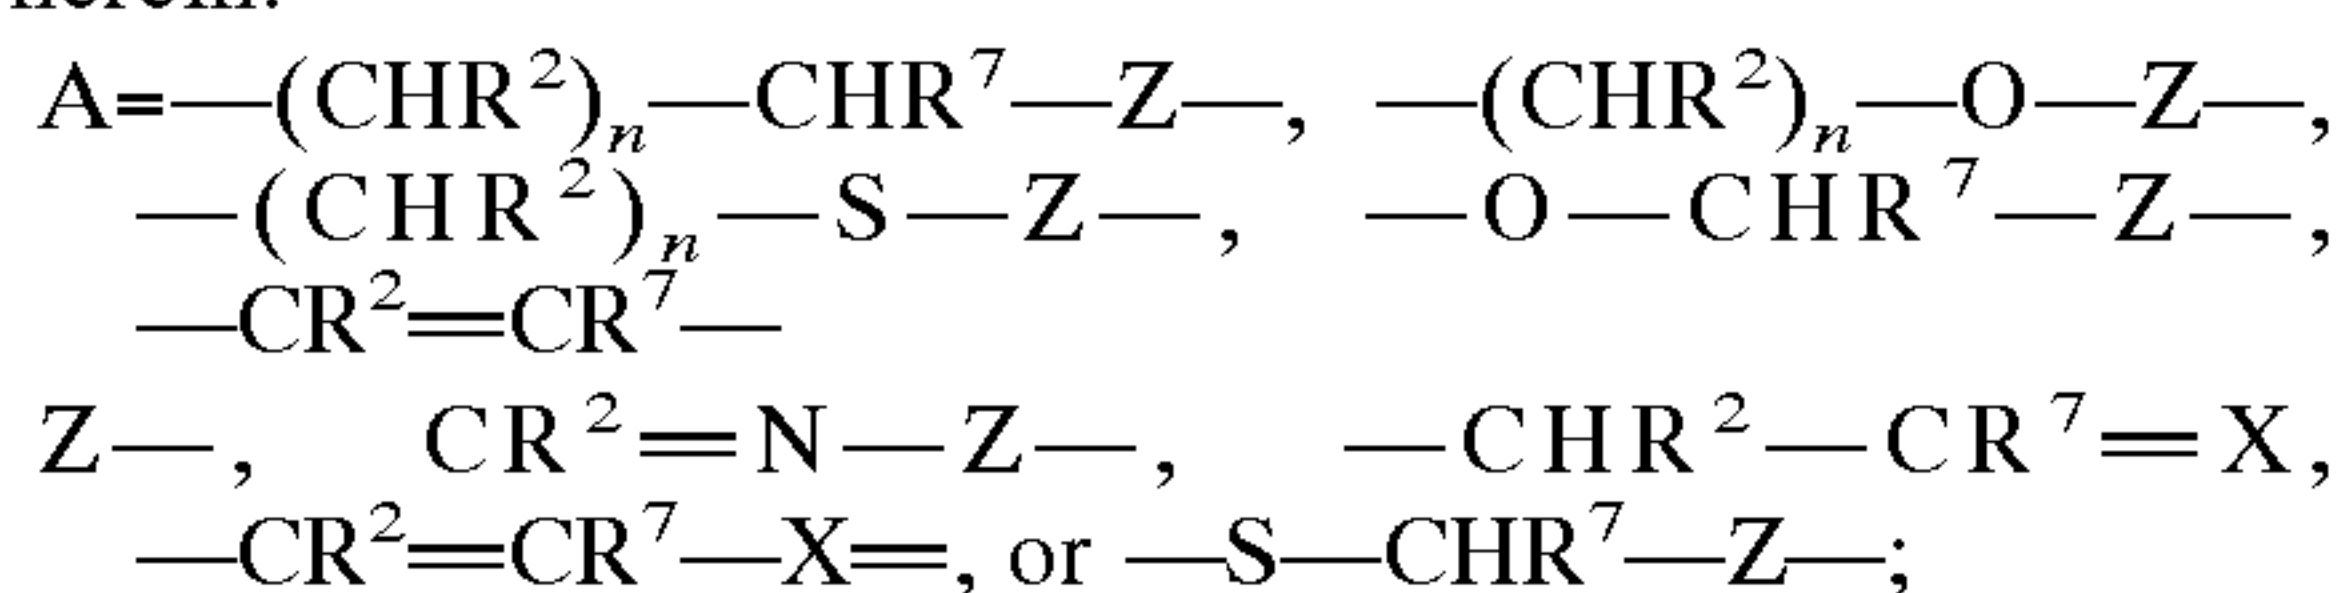 A=—(CHR²)ₙ—CHR⁷—Z—, —(CHR²)ₙ—O—Z—,
—(CHR²)ₙ—S—Z—, —O—CHR⁷—Z—,
—CR²=CR⁷—
Z—, CR²=N—Z—, —CHR²—CR⁷=X,
—CR²=CR⁷—X=, or —S—CHR⁷—Z—;